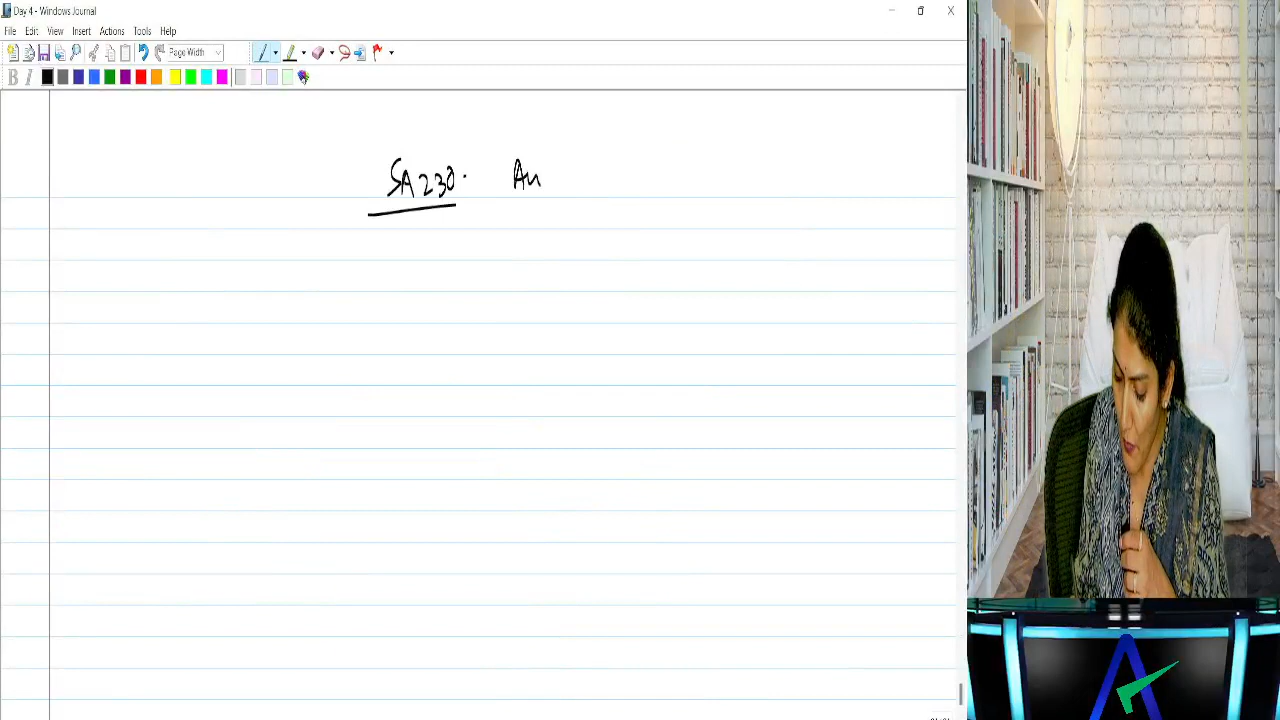 Day 4 - Windows Journal
File Edit View Insert Actions Tools Help
Page Width
B I
SA 230. Au